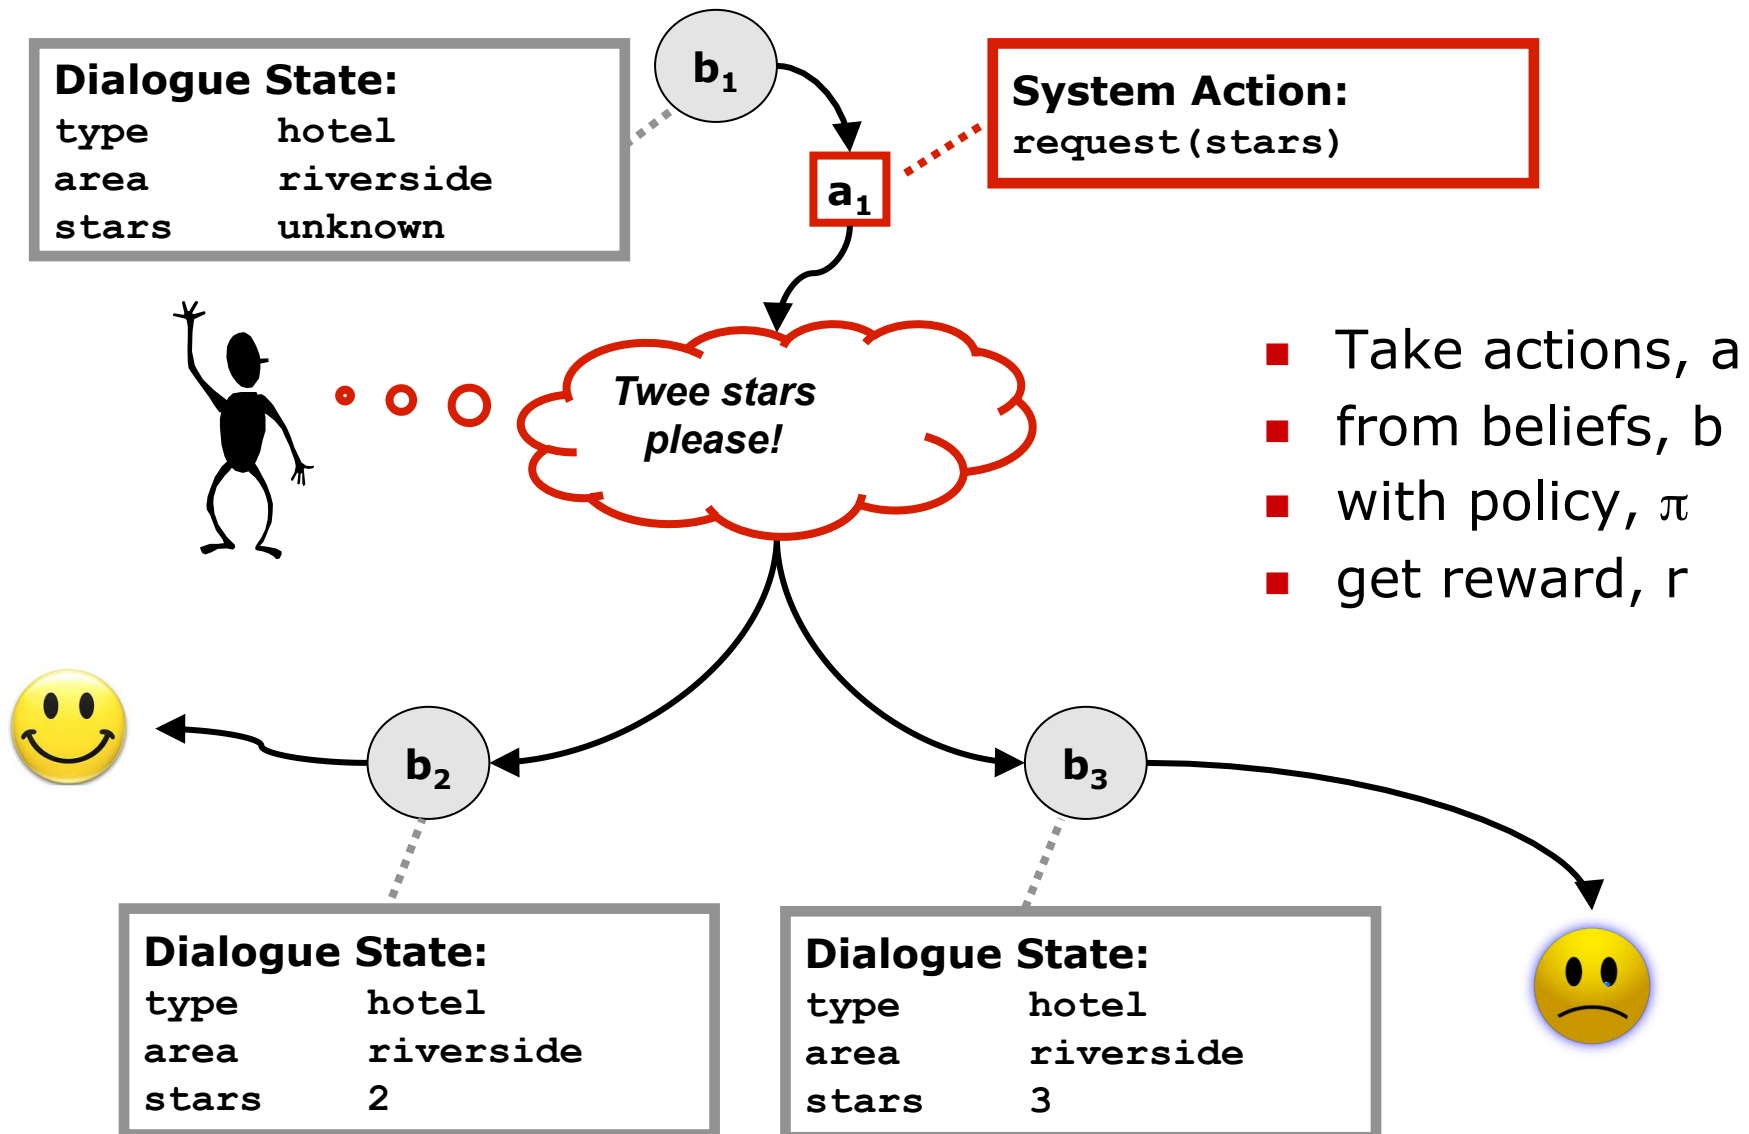 b1
Dialogue State:
type hotel
area riverside
stars unknown
System Action:
request(stars)
a1
Twee stars
please!
Take actions, a
from beliefs, b
with policy, π
get reward, r
b2
b3
Dialogue State:
type hotel
area riverside
stars 2
Dialogue State:
type hotel
area riverside
stars 3